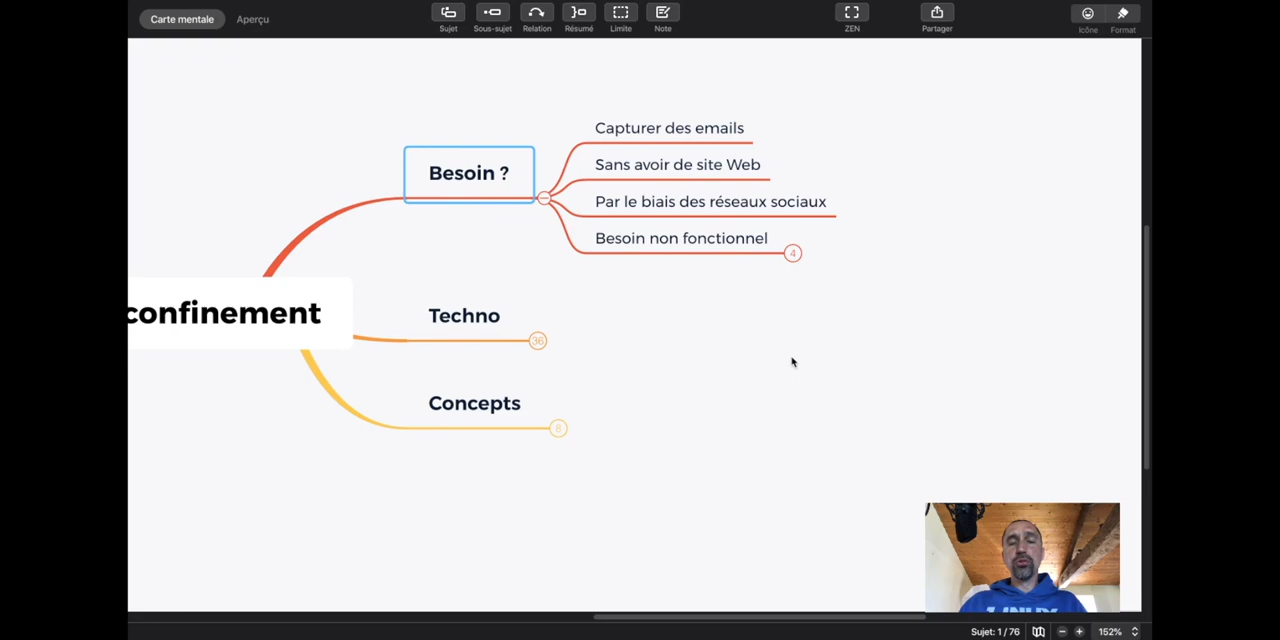 Carte mentale Aperçu
Sujet Sous-sujet Relation Résumé Limite Note ZEN Partager Icône Format
Capturer des emails
Besoin ?
Sans avoir de site Web
Par le biais des réseaux sociaux
Besoin non fonctionnel 4
confinement
Techno 36
Concepts 8
LINUX
Sujet: 1 / 76 152%